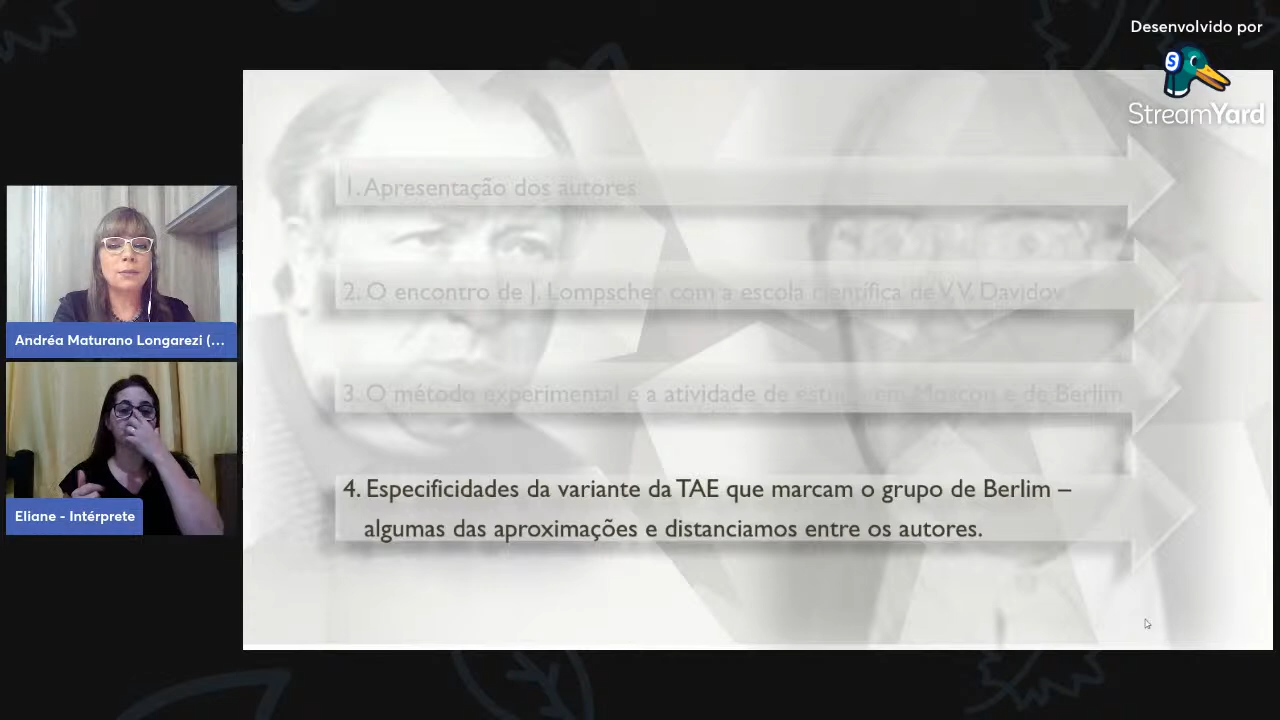 Desenvolvido por
S
StreamYard
1. Apresentação dos autores
2. O encontro de J. Lompscher com a escola científica de V. V. Davidov
3. O método experimental e a atividade de estudo em Moscou e de Berlim
4. Especificidades da variante da TAE que marcam o grupo de Berlim –
algumas das aproximações e distanciamos entre os autores.
Andréa Maturano Longarezi (...
Eliane - Intérprete